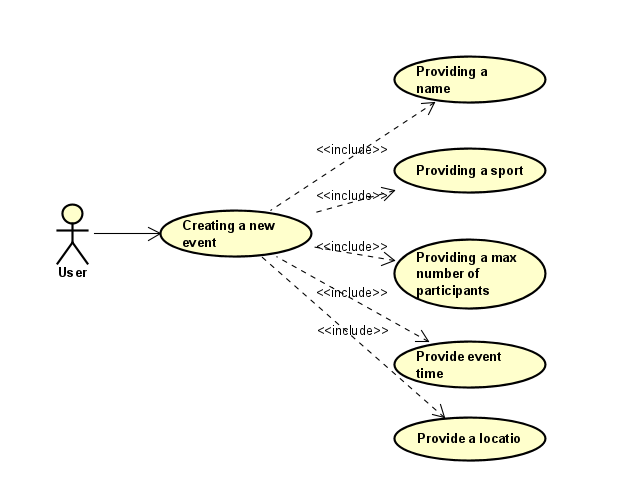 Providing a
name
<<include>>
Providing a sport
<<include>>
Creating a new
event
User
<<include>>
Providing a max
number of
participants
<<include>>
<<include>>
Provide event
time
Provide a locatio